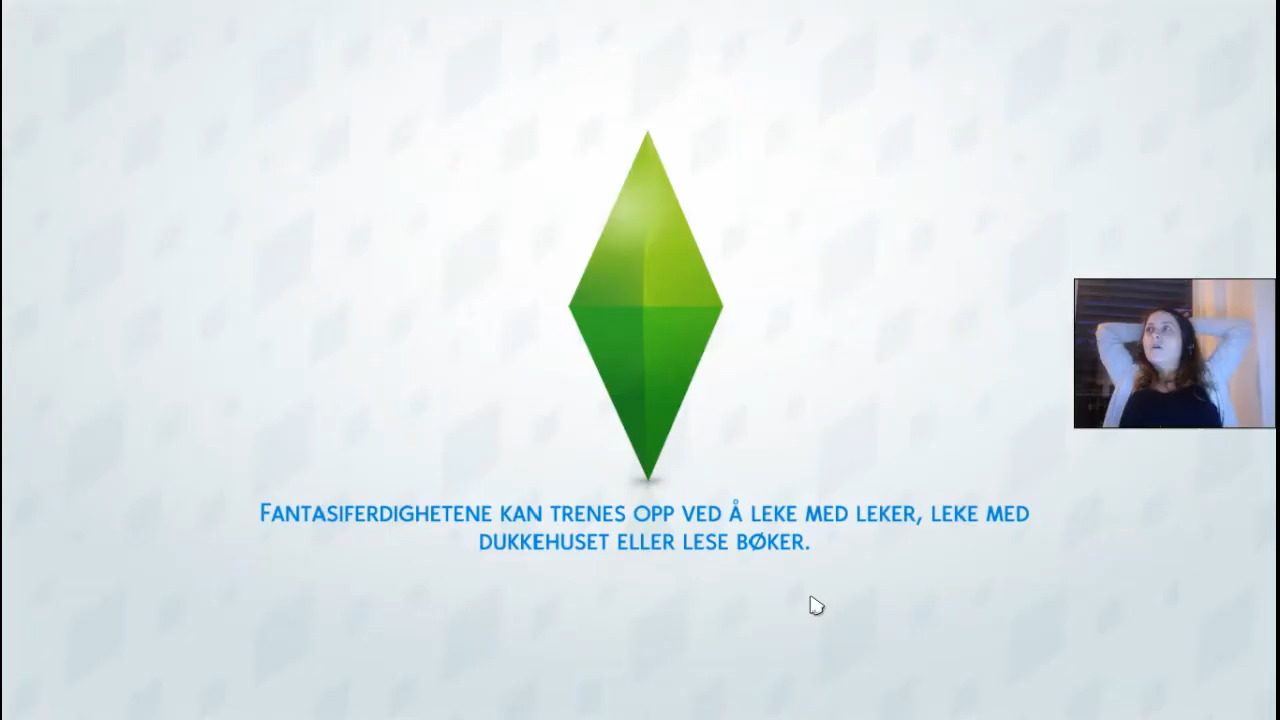 Fantasiferdighetene kan trenes opp ved å leke med leker, leke med
dukkehuset eller lese bøker.